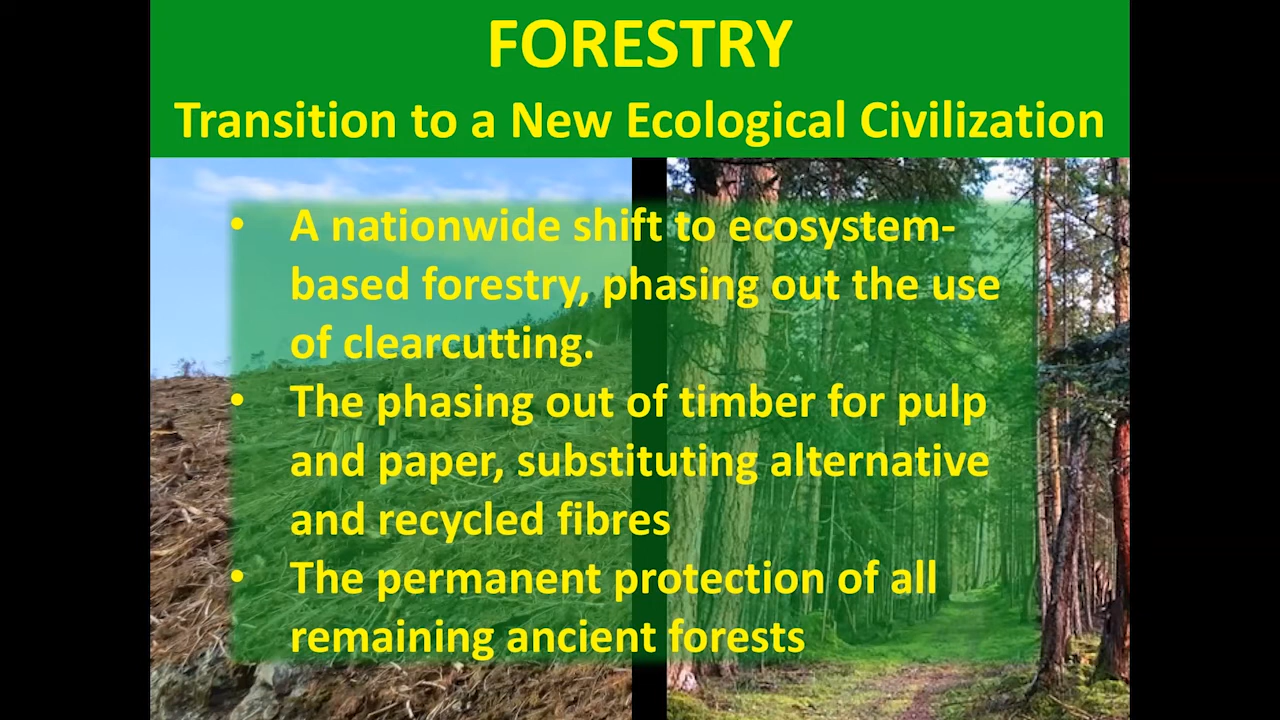 FORESTRY
Transition to a New Ecological Civilization
• A nationwide shift to ecosystem-
based forestry, phasing out the use
of clearcutting.
• The phasing out of timber for pulp
and paper, substituting alternative
and recycled fibres
• The permanent protection of all
remaining ancient forests